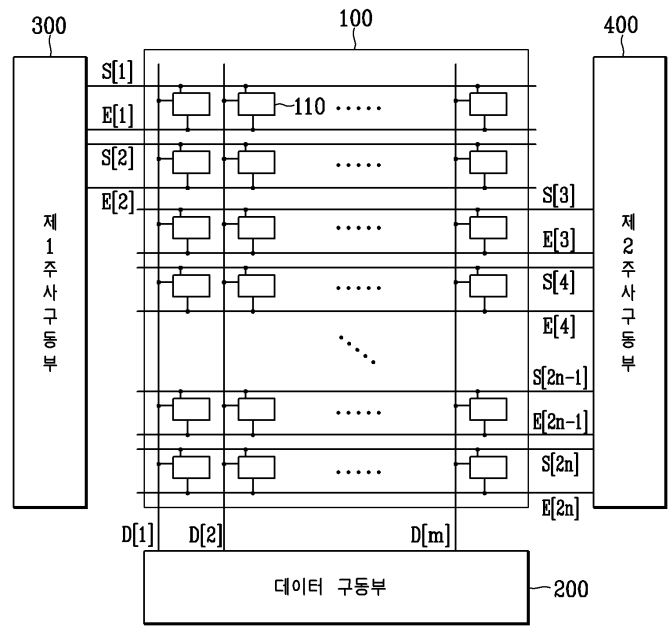 300
100
400
S[1]
E[1]
110
S[2]
E[2]
S[3]
E[3]
S[4]
E[4]
제1주사구동부
제2주사구동부
S[2n-1]
E[2n-1]
S[2n]
E[2n]
D[1]
D[2]
D[m]
데이터 구동부
200